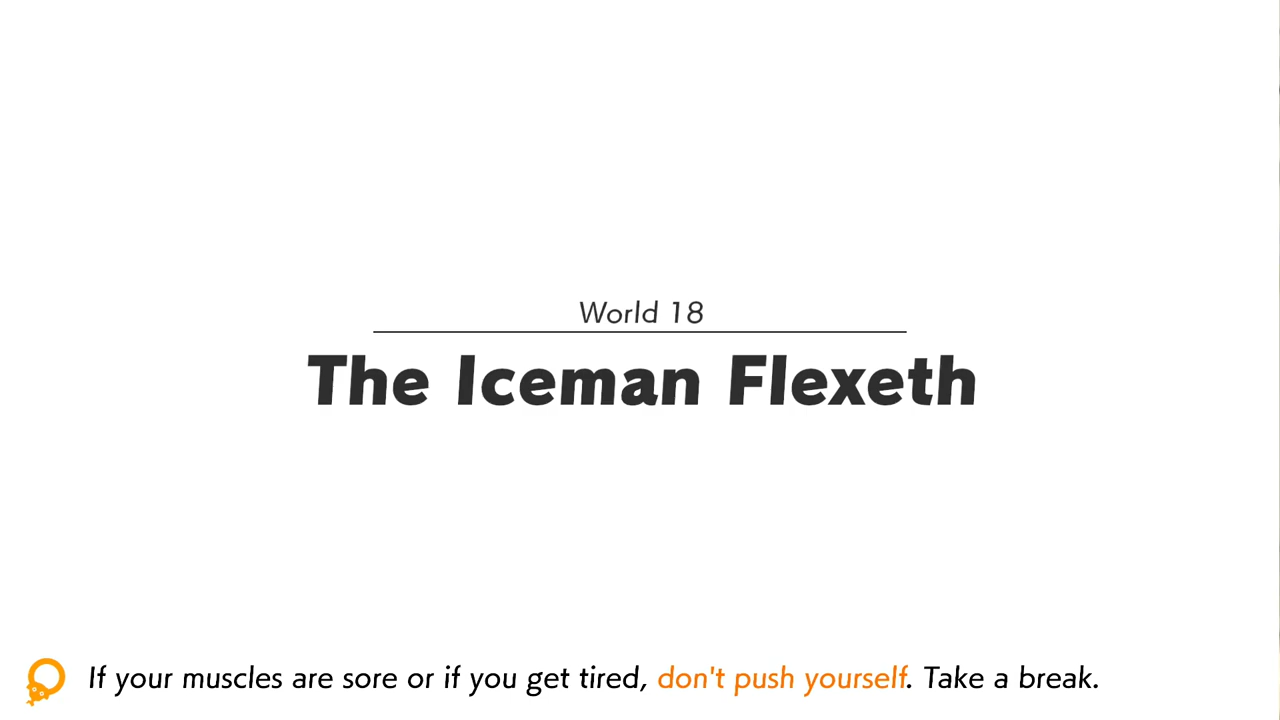 World 18
The Iceman Flexeth
If your muscles are sore or if you get tired, don't push yourself. Take a break.